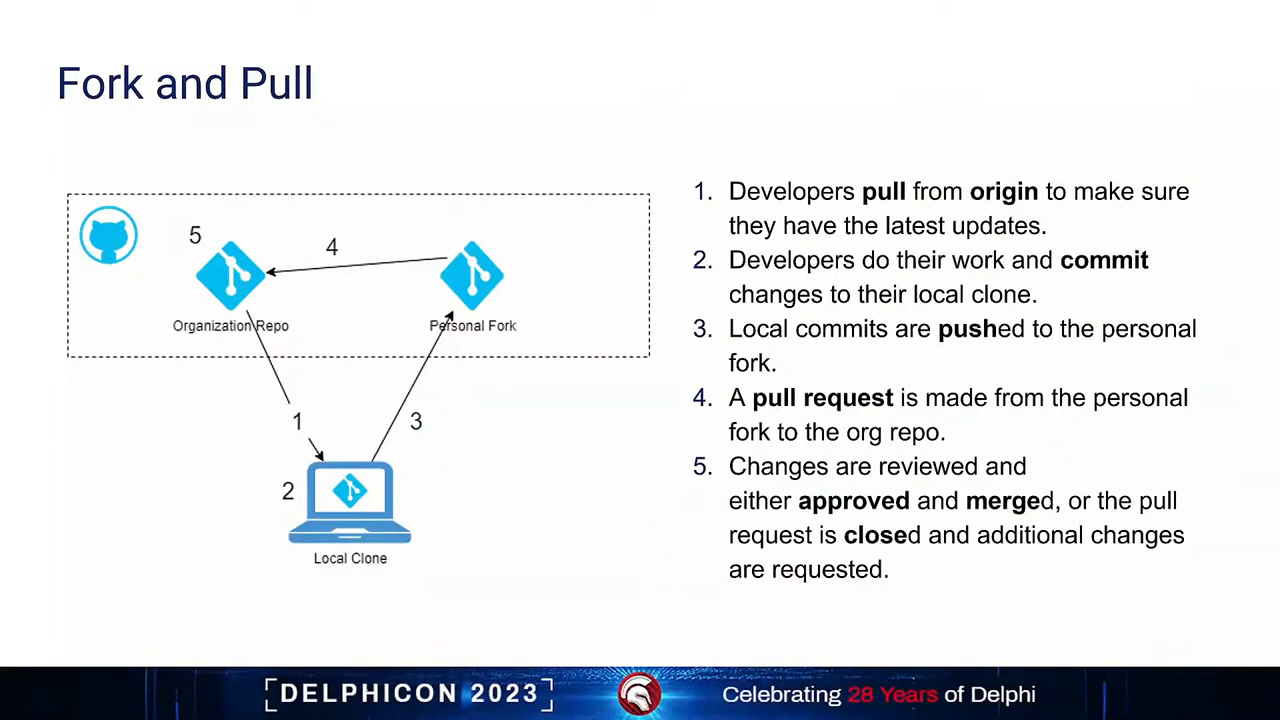 Fork and Pull
5
4
Organization Repo
Personal Fork
1
3
2
Local Clone
1. Developers pull from origin to make sure
they have the latest updates.
2. Developers do their work and commit
changes to their local clone.
3. Local commits are pushed to the personal
fork.
4. A pull request is made from the personal
fork to the org repo.
5. Changes are reviewed and
either approved and merged, or the pull
request is closed and additional changes
are requested.
[DELPHICON 2023]
Celebrating 28 Years of Delphi